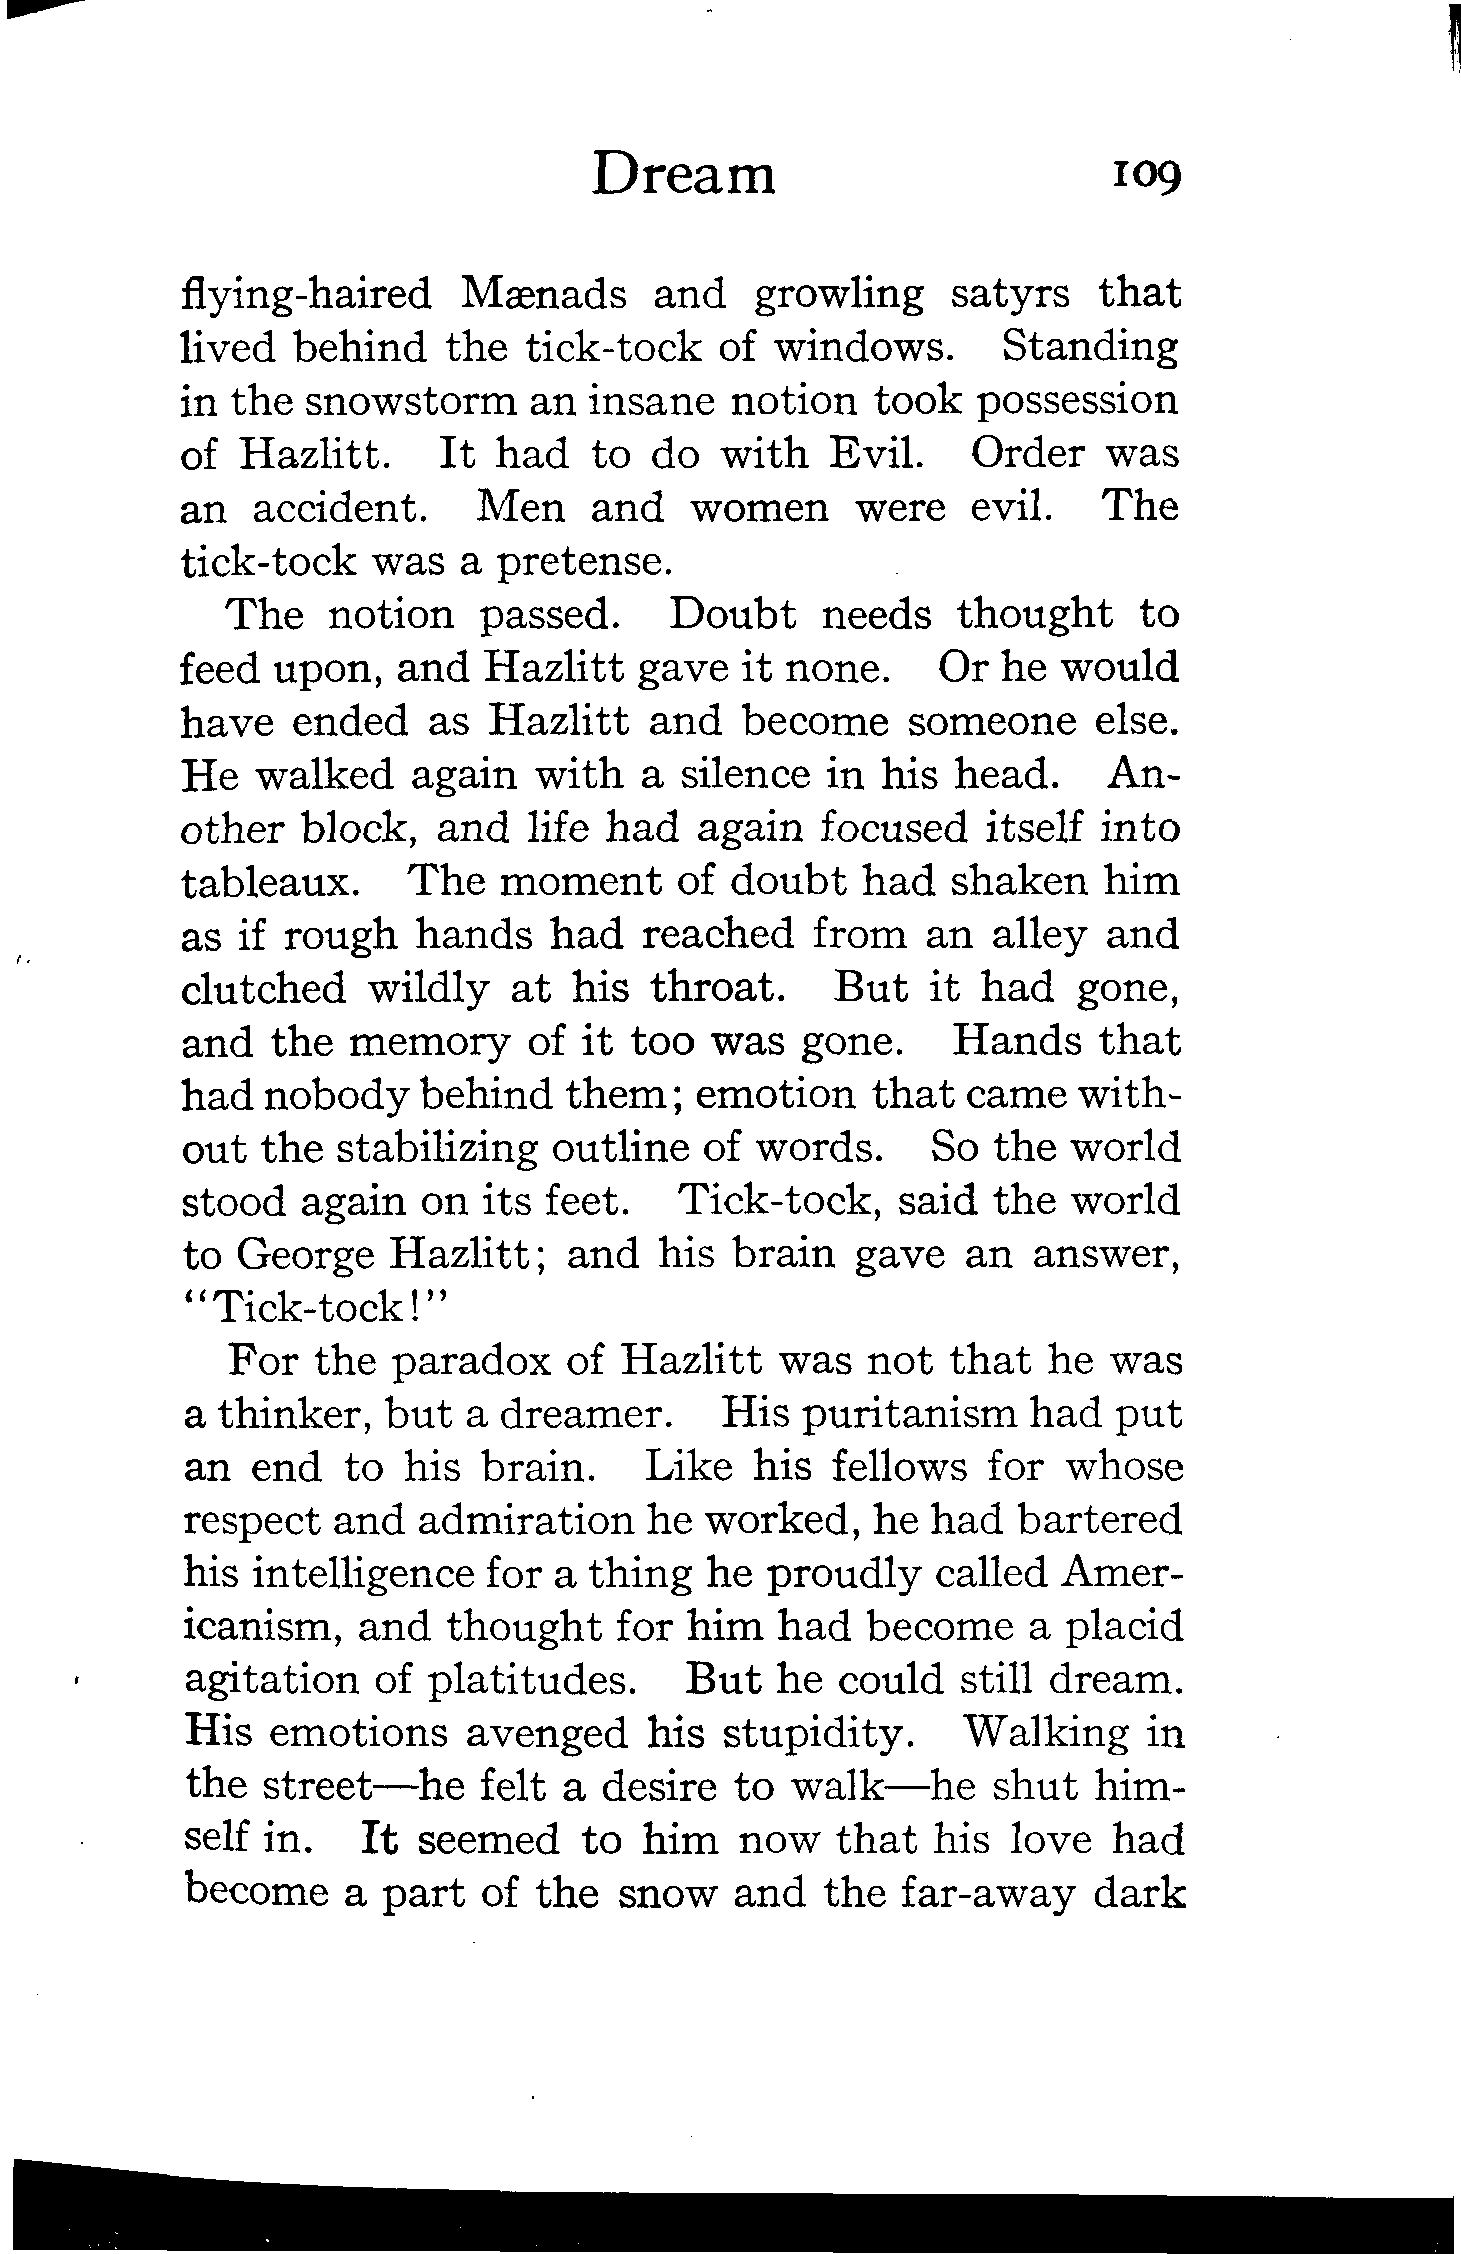 Dream 109
flying-haired Mænads and growling satyrs that
lived behind the tick-tock of windows. Standing
in the snowstorm an insane notion took possession
of Hazlitt. It had to do with Evil. Order was
an accident. Men and women were evil. The
tick-tock was a pretense.
The notion passed. Doubt needs thought to
feed upon, and Hazlitt gave it none. Or he would
have ended as Hazlitt and become someone else.
He walked again with a silence in his head. An-
other block, and life had again focused itself into
tableaux. The moment of doubt had shaken him
as if rough hands had reached from an alley and
clutched wildly at his throat. But it had gone,
and the memory of it too was gone. Hands that
had nobody behind them; emotion that came with-
out the stabilizing outline of words. So the world
stood again on its feet. Tick-tock, said the world
to George Hazlitt; and his brain gave an answer,
"Tick-tock!"
For the paradox of Hazlitt was not that he was
a thinker, but a dreamer. His puritanism had put
an end to his brain. Like his fellows for whose
respect and admiration he worked, he had bartered
his intelligence for a thing he proudly called Amer-
icanism, and thought for him had become a placid
agitation of platitudes. But he could still dream.
His emotions avenged his stupidity. Walking in
the street—he felt a desire to walk—he shut him-
self in. It seemed to him now that his love had
become a part of the snow and the far-away dark